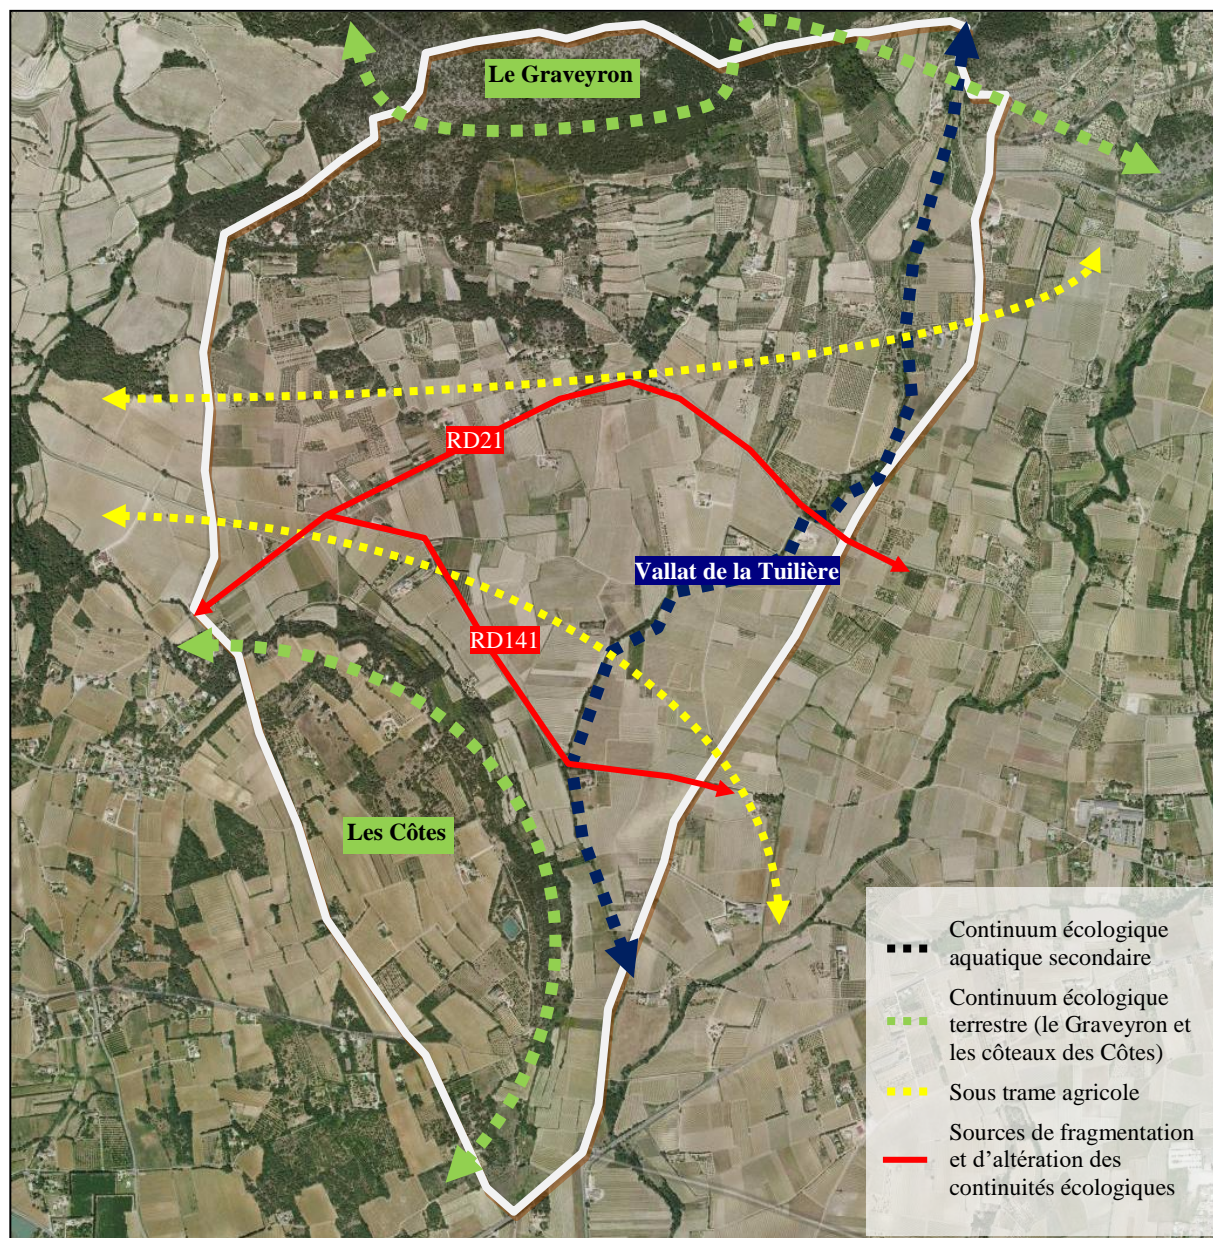 Le Graveyron
RD21
Vallat de la Tuilière
RD141
Les Côtes
Continuum écologique
aquatique secondaire
Continuum écologique
terrestre (le Graveyron et
les côteaux des Côtes)
Sous trame agricole
Sources de fragmentation
et d'altération des
continuités écologiques